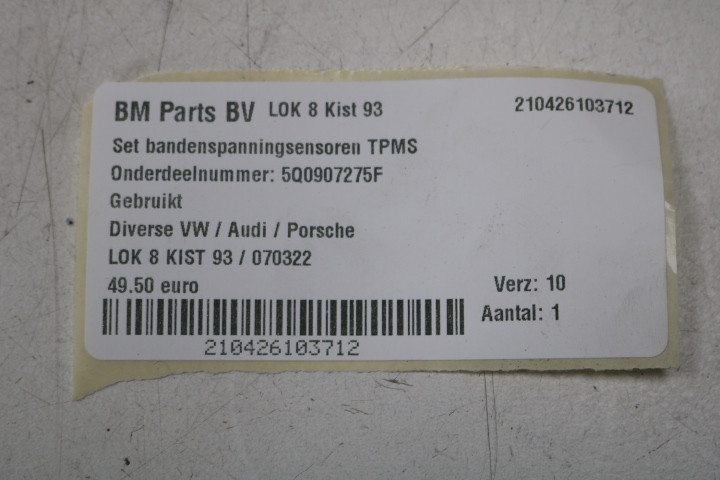 BM Parts BV LOK 8 Kist 93 210426103712
Set bandenspanningsensoren TPMS
Onderdeelnummer: 5Q0907275F
Gebruikt
Diverse VW / Audi / Porsche
LOK 8 KIST 93 / 070322
49.50 euro Verz: 10
Aantal: 1
210426103712